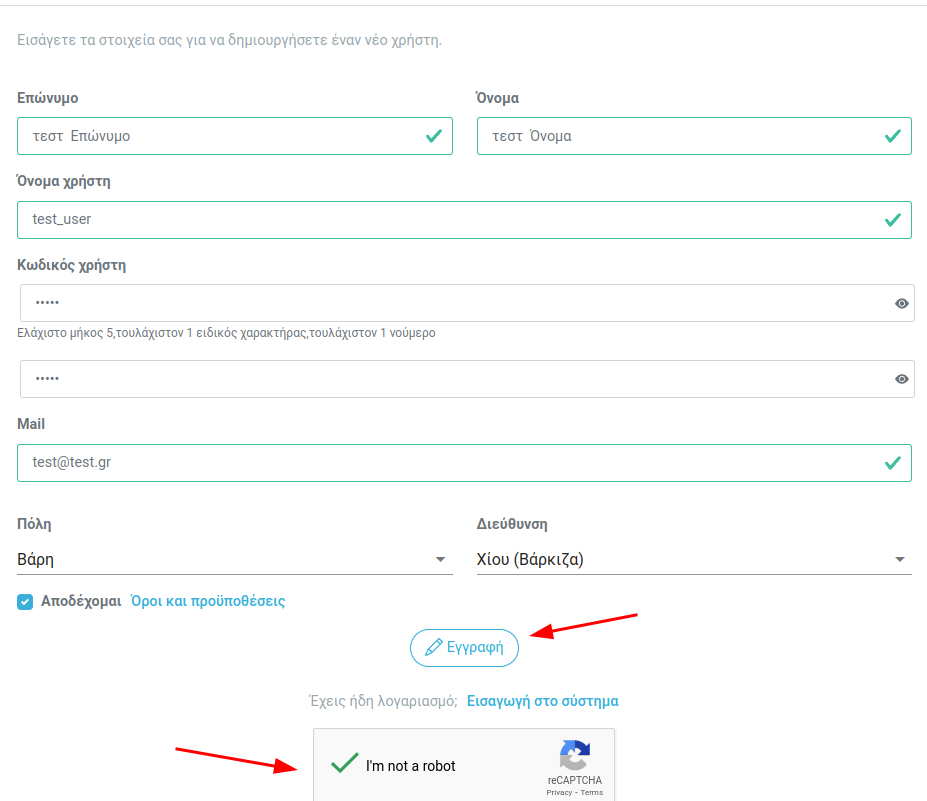 Εισάγετε τα στοιχεία σας για να δημιουργήσετε έναν νέο χρήστη.
Επώνυμο Όνομα
τεστ Επώνυμο τεστ Όνομα
Όνομα χρήστη
test_user
Κωδικός χρήστη
•••••
Ελάχιστο μήκος 5,τουλάχιστον 1 ειδικός χαρακτήρας,τουλάχιστον 1 νούμερο
•••••
Mail
test@test.gr
Πόλη Διεύθυνση
Βάρη Χίου (Βάρκιζα)
Αποδέχομαι Όροι και προϋποθέσεις
Εγγραφή
Έχεις ήδη λογαριασμό; Εισαγωγή στο σύστημα
I'm not a robot
reCAPTCHA
Privacy - Terms